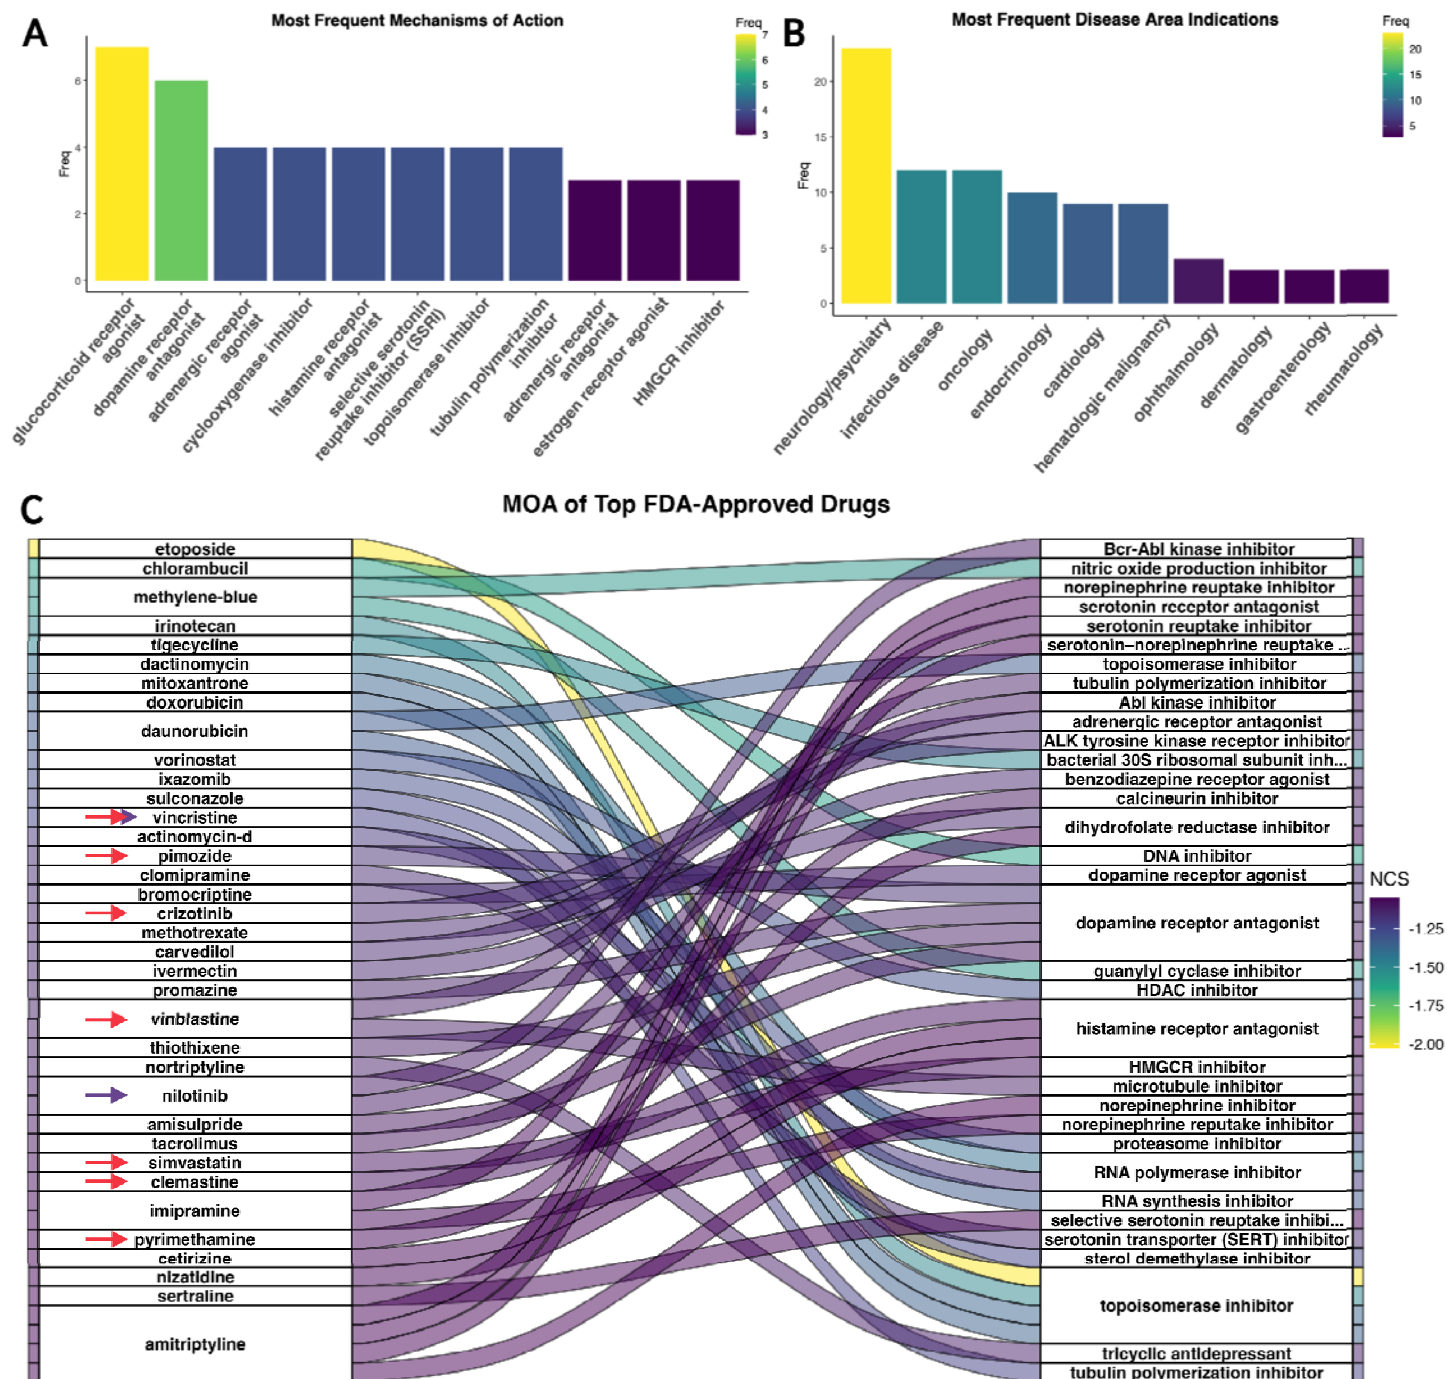 A
Most Frequent Mechanisms of Action
Freq
7
6
5
4
3
Freq
6
4
2
0
glucocorticoid receptor
agonist
dopamine receptor
antagonist
adrenergic receptor
agonist
cyclooxygenase inhibitor
histamine receptor
antagonist
selective serotonin
reuptake inhibitor (SSRI)
topoisomerase inhibitor
tubulin polymerization
inhibitor
adrenergic receptor
antagonist
estrogen receptor agonist
HMGCR inhibitor
B
Most Frequent Disease Area Indications
Freq
20
15
10
5
Freq
20
15
10
5
0
neurology/psychiatry
infectious disease
oncology
endocrinology
cardiology
hematologic malignancy
ophthalmology
dermatology
gastroenterology
rheumatology
C
MOA of Top FDA-Approved Drugs
etoposide
chlorambucil
methylene-blue
irinotecan
tigecycline
dactinomycin
mitoxantrone
doxorubicin
daunorubicin
vorinostat
ixazomib
sulconazole
vincristine
actinomycin-d
pimozide
clomipramine
bromocriptine
crizotinib
methotrexate
carvedilol
ivermectin
promazine
vinblastine
thiothixene
nortriptyline
nilotinib
amisulpride
tacrolimus
simvastatin
clemastine
imipramine
pyrimethamine
cetirizine
nizatidine
sertraline
amitriptyline
Bcr-Abl kinase inhibitor
nitric oxide production inhibitor
norepinephrine reuptake inhibitor
serotonin receptor antagonist
serotonin reuptake inhibitor
serotonin–norepinephrine reuptake ...
topoisomerase inhibitor
tubulin polymerization inhibitor
Abl kinase inhibitor
adrenergic receptor antagonist
ALK tyrosine kinase receptor inhibitor
bacterial 30S ribosomal subunit inh...
benzodiazepine receptor agonist
calcineurin inhibitor
dihydrofolate reductase inhibitor
DNA inhibitor
dopamine receptor agonist
dopamine receptor antagonist
guanylyl cyclase inhibitor
HDAC inhibitor
histamine receptor antagonist
HMGCR inhibitor
microtubule inhibitor
norepinephrine inhibitor
norepinephrine reputake inhibitor
proteasome inhibitor
RNA polymerase inhibitor
RNA synthesis inhibitor
selective serotonin reuptake inhibi...
serotonin transporter (SERT) inhibitor
sterol demethylase inhibitor
topoisomerase inhibitor
tricyclic antidepressant
tubulin polymerization inhibitor
NCS
-1.25
-1.50
-1.75
-2.00